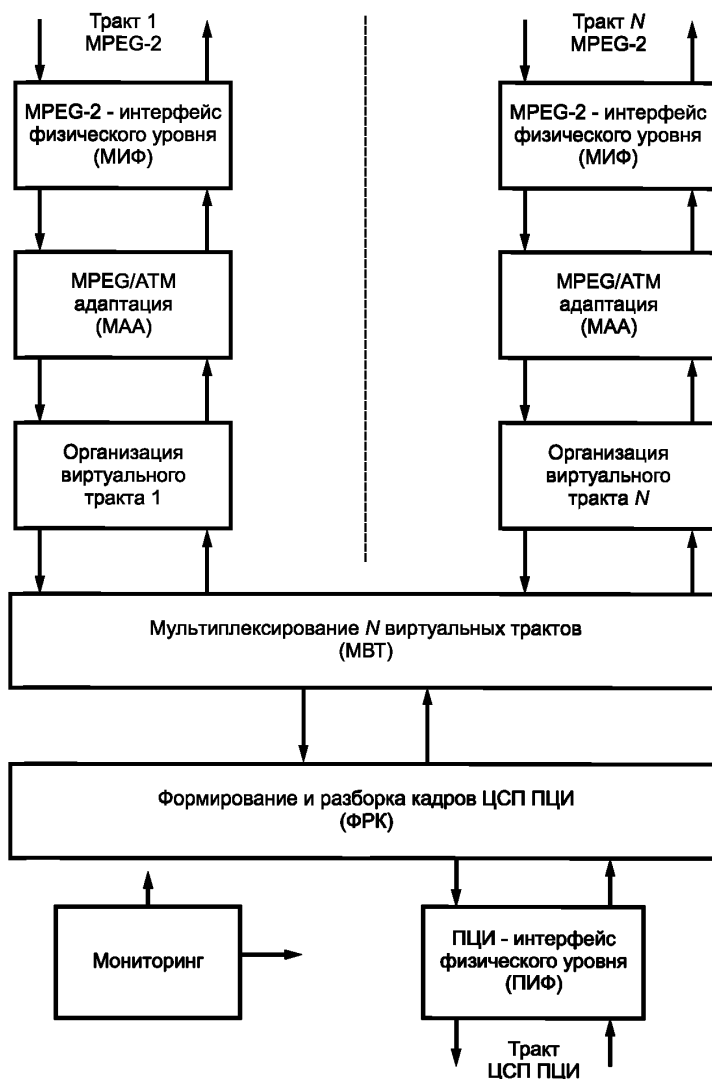 Тракт 1
MPEG-2
Тракт N
MPEG-2
MPEG-2 - интерфейс
физического уровня
(МИФ)
MPEG-2 - интерфейс
физического уровня
(МИФ)
MPEG/ATM
адаптация
(МАА)
MPEG/ATM
адаптация
(МАА)
Организация
виртуального
тракта 1
Организация
виртуального
тракта N
Мультиплексирование N виртуальных трактов
(МВТ)
Формирование и разборка кадров ЦСП ПЦИ
(ФРК)
Мониторинг
ПЦИ - интерфейс
физического уровня
(ПИФ)
Тракт
ЦСП ПЦИ